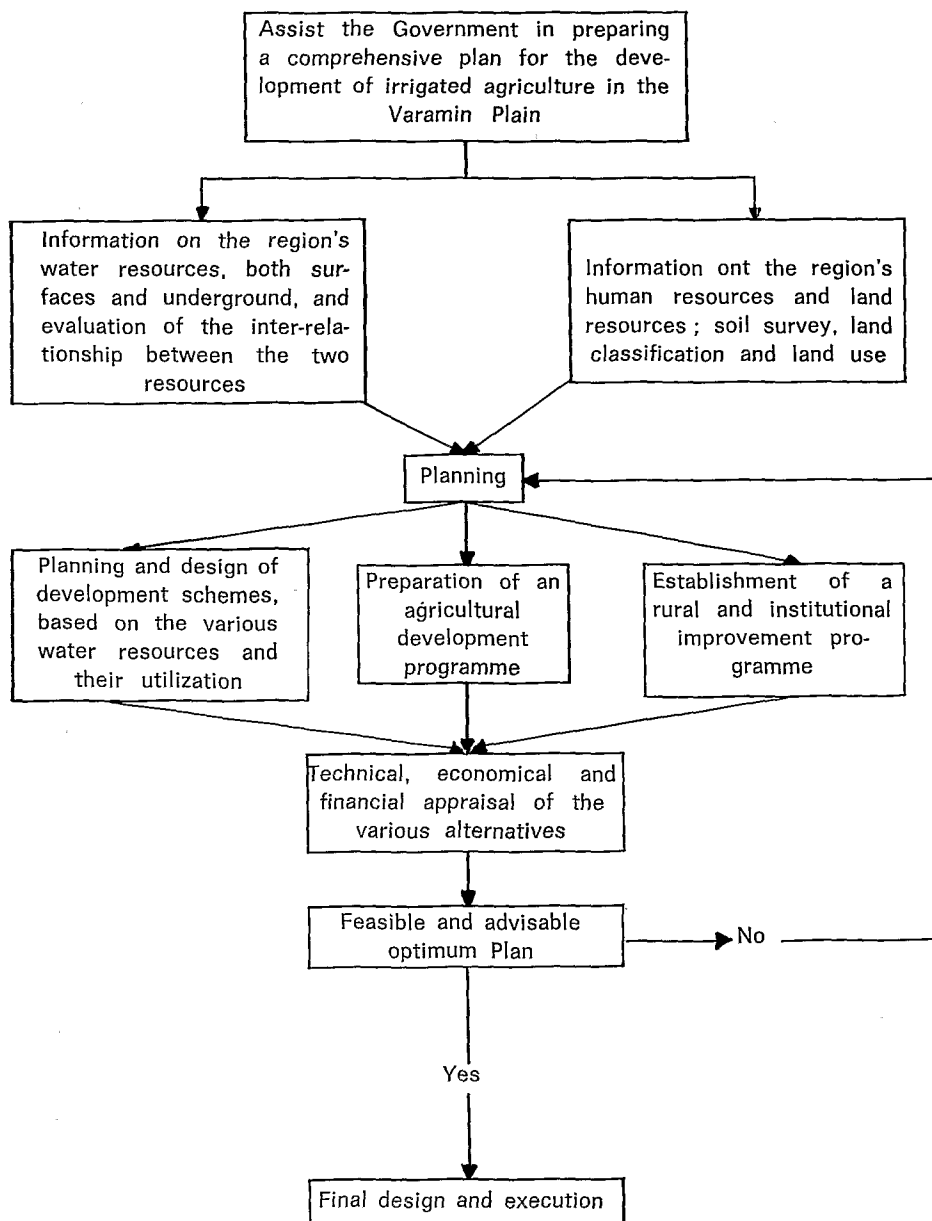 Assist the Government in preparing
a comprehensive plan for the deve-
lopment of irrigated agriculture in the
Varamin Plain
Information on the region's
water resources, both sur-
faces and underground, and
evaluation of the inter-rela-
tionship between the two
resources
Information ont the region's
human resources and land
resources ; soil survey, land
classification and land use
Planning
Planning and design of
development schemes,
based on the various
water resources and
their utilization
Preparation of an
agricultural
development
programme
Establishment of a
rural and institutional
improvement pro-
gramme
Technical, economical and
financial appraisal of the
various alternatives
Feasible and advisable
optimum Plan
No
Yes
Final design and execution